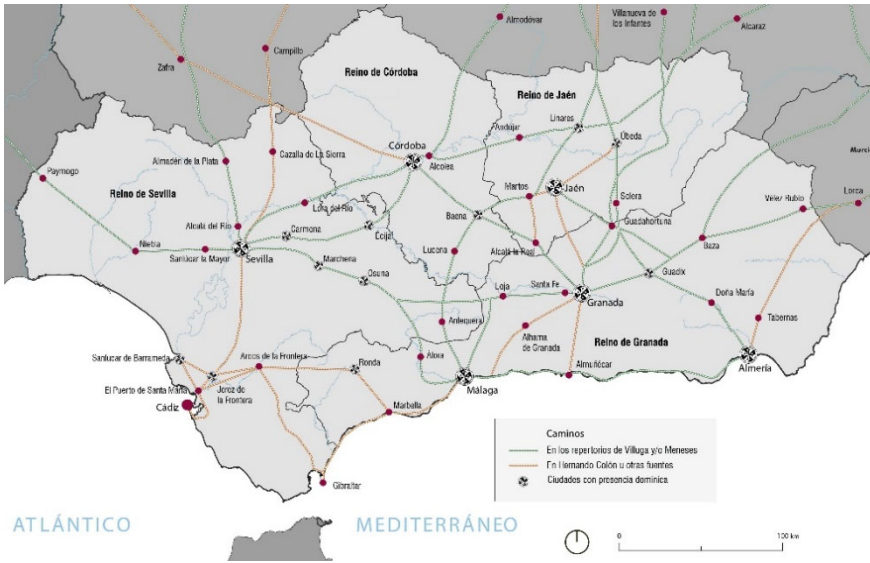 Almodóvar
Villanueva de
los Infantes
Alcaraz
Campillo
Zafra
Reino de Córdoba
Reino de Jaén
Linares
Andújar
Úbeda
Murcia
Córdoba
Alcolea
Cazalla de La Sierra
Almadén de la Plata
Paymogo
Reino de Sevilla
Martos
Jaén
Sclera
Vélez Rubio
Lorca
Lora del Río
Baena
Guadahortuna
Alcalá del Río
Carmona
Écija
Niebla
Sanlúcar la Mayor
Sevilla
Lucena
Alcalá la Real
Baza
Marchena
Osuna
Guadix
Loja
Santa Fe
Granada
Doña María
Antequera
Alhama
de Granada
Reino de Granada
Tabernas
Sanlucar de Barrameda
Arcos de la Frontera
Ronda
Álora
Almería
El Puerto de Santa María
Jerez de
la Frontera
Málaga
Almuñócar
Cádiz
Marbella
Gibraltar
Caminos
En los repertorios de Villuga y/o Meneses
En Hernando Colón u otras fuentes
Ciudades con presencia dominica
ATLÁNTICO
MEDITERRÁNEO
0
100 km